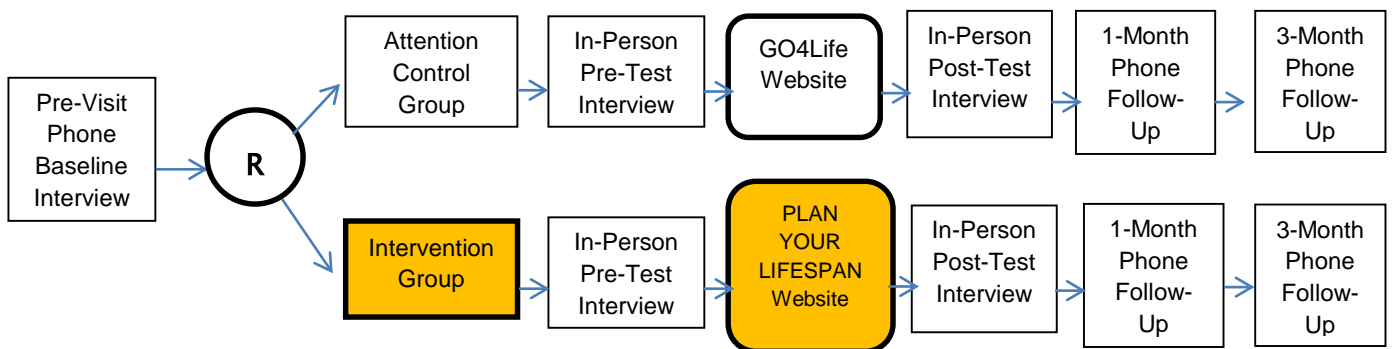 Pre-Visit
Phone
Baseline
Interview
R
Attention
Control
Group
In-Person
Pre-Test
Interview
GO4Life
Website
In-Person
Post-Test
Interview
1-Month
Phone
Follow-
Up
3-Month
Phone
Follow-
Up
Intervention
Group
In-Person
Pre-Test
Interview
PLAN
YOUR
LIFESPAN
Website
In-Person
Post-Test
Interview
1-Month
Phone
Follow-
Up
3-Month
Phone
Follow-
Up